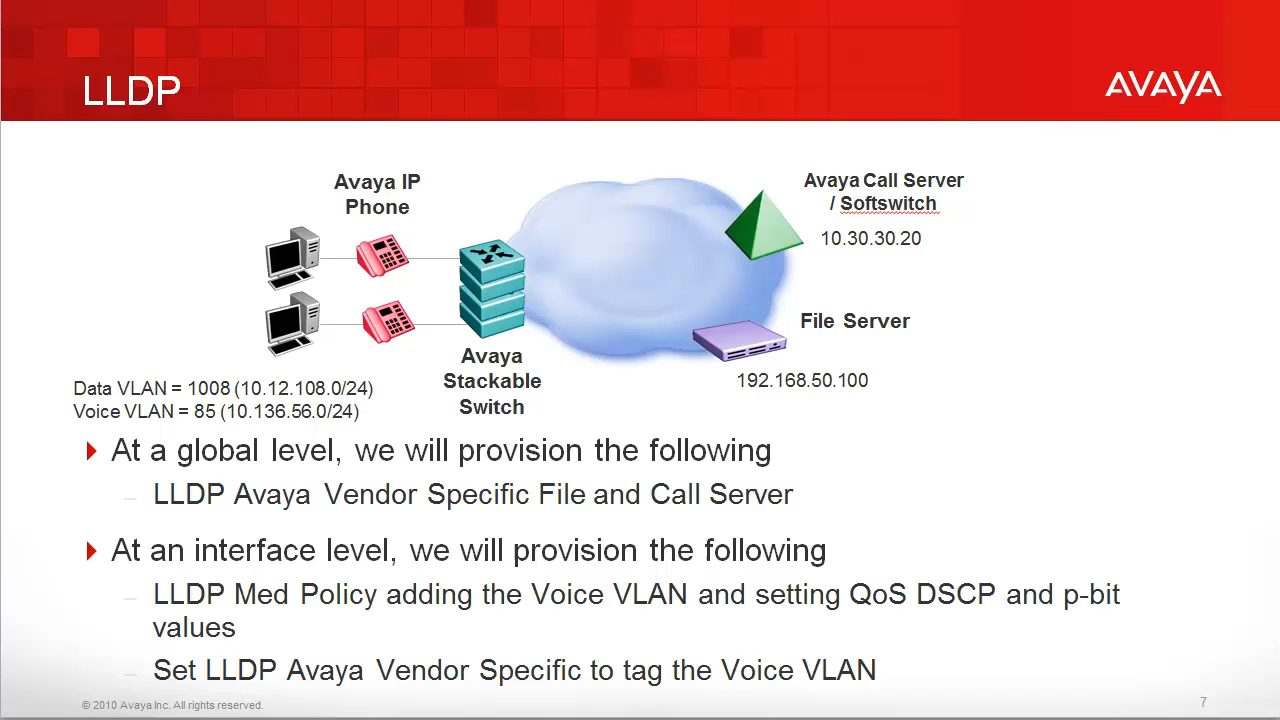 LLDP
AVAYA
Avaya IP
Phone
Avaya Call Server
/ Softswitch
10.30.30.20
File Server
192.168.50.100
Avaya
Stackable
Switch
Data VLAN = 1008 (10.12.108.0/24)
Voice VLAN = 85 (10.136.56.0/24)
At a global level, we will provision the following
– LLDP Avaya Vendor Specific File and Call Server
At an interface level, we will provision the following
– LLDP Med Policy adding the Voice VLAN and setting QoS DSCP and p-bit
values
– Set LLDP Avaya Vendor Specific to tag the Voice VLAN
© 2010 Avaya Inc. All rights reserved.
7